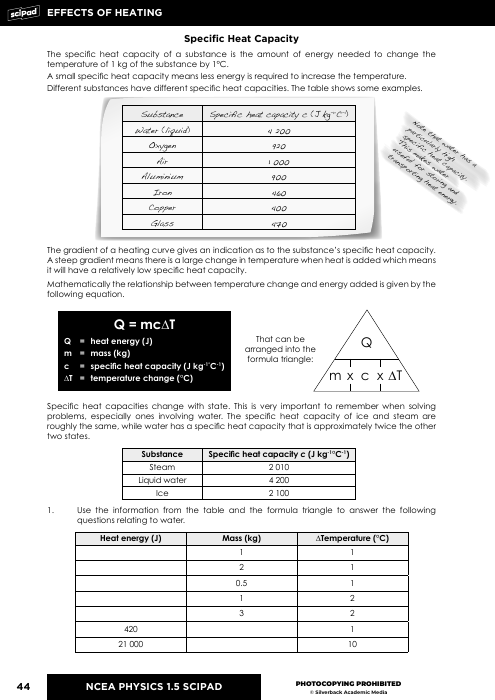 scipad EFFECTS OF HEATING
Specific Heat Capacity
The specific heat capacity of a substance is the amount of energy needed to change the
temperature of 1 kg of the substance by 1°C.
A small specific heat capacity means less energy is required to increase the temperature.
Different substances have different specific heat capacities. The table shows some examples.
Substance Specific heat capacity c (J kg⁻¹°C⁻¹)
Water (liquid) 4 200
Oxygen 920
Air 1 000
Aluminium 900
Iron 460
Copper 400
Glass 470
Note that water has a
particularly high
specific heat capacity.
This makes water
useful for storing and
transferring heat energy.
The gradient of a heating curve gives an indication as to the substance's specific heat capacity.
A steep gradient means there is a large change in temperature when heat is added which means
it will have a relatively low specific heat capacity.
Mathematically the relationship between temperature change and energy added is given by the
following equation.
Q = mc∆T
Q = heat energy (J)
m = mass (kg)
c = specific heat capacity (J kg⁻¹°C⁻¹)
∆T = temperature change (°C)
That can be
arranged into the
formula triangle:
Q
m x c x ∆T
Specific heat capacities change with state. This is very important to remember when solving
problems, especially ones involving water. The specific heat capacity of ice and steam are
roughly the same, while water has a specific heat capacity that is approximately twice the other
two states.
Substance Specific heat capacity c (J kg⁻¹°C⁻¹)
Steam 2 010
Liquid water 4 200
Ice 2 100
1. Use the information from the table and the formula triangle to answer the following
questions relating to water.
Heat energy (J) Mass (kg) ∆Temperature (°C)
1 1
2 1
0.5 1
1 2
3 2
420 1
21 000 10
44 NCEA PHYSICS 1.5 SCIPAD PHOTOCOPYING PROHIBITED
© Silverback Academic Media